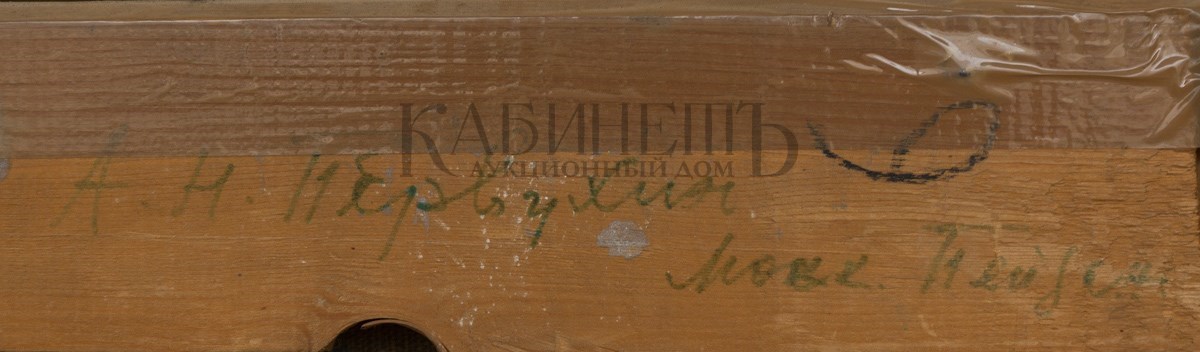 КАБИНЕТЪ
АУКЦИОННЫЙ ДОМ
А. Н. Первухин
Моск. Пейзаж